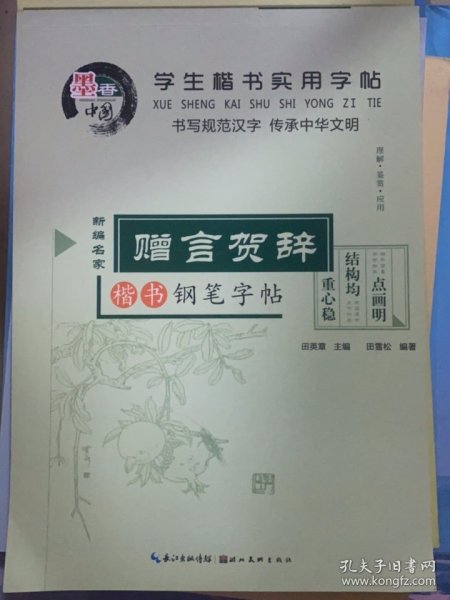 墨香
中国
学生楷书实用字帖
XUE SHENG KAI SHU SHI YONG ZI TIE
书写规范汉字 传承中华文明
理解·鉴赏·应用
新编名家
赠言贺辞
楷书钢笔字帖
点画明
结构均
重心稳
田英章 主编 田雪松 编著
长江出版传媒 湖北美术出版社
孔夫子旧书网
www.kongfz.com